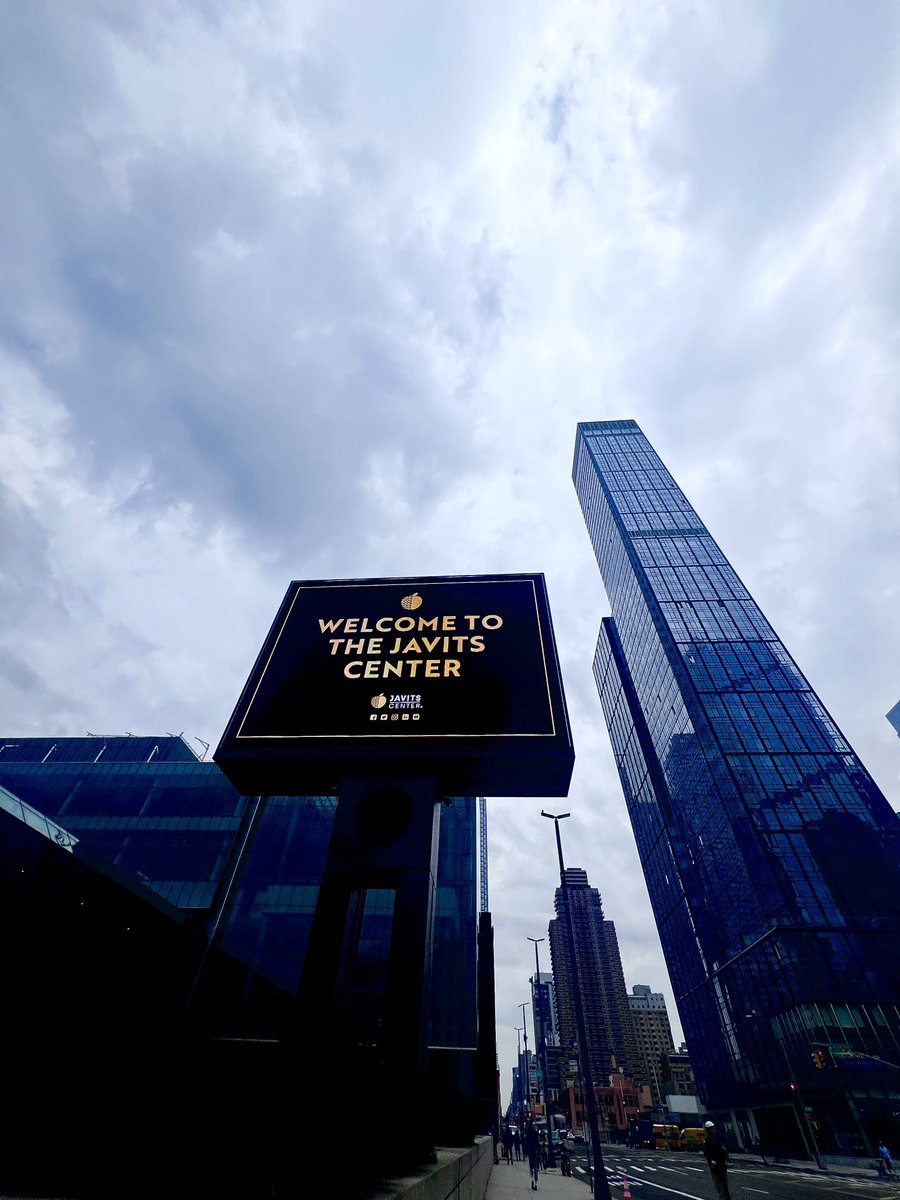 WELCOME TO
THE JAVITS
CENTER
JAVITS
CENTER.